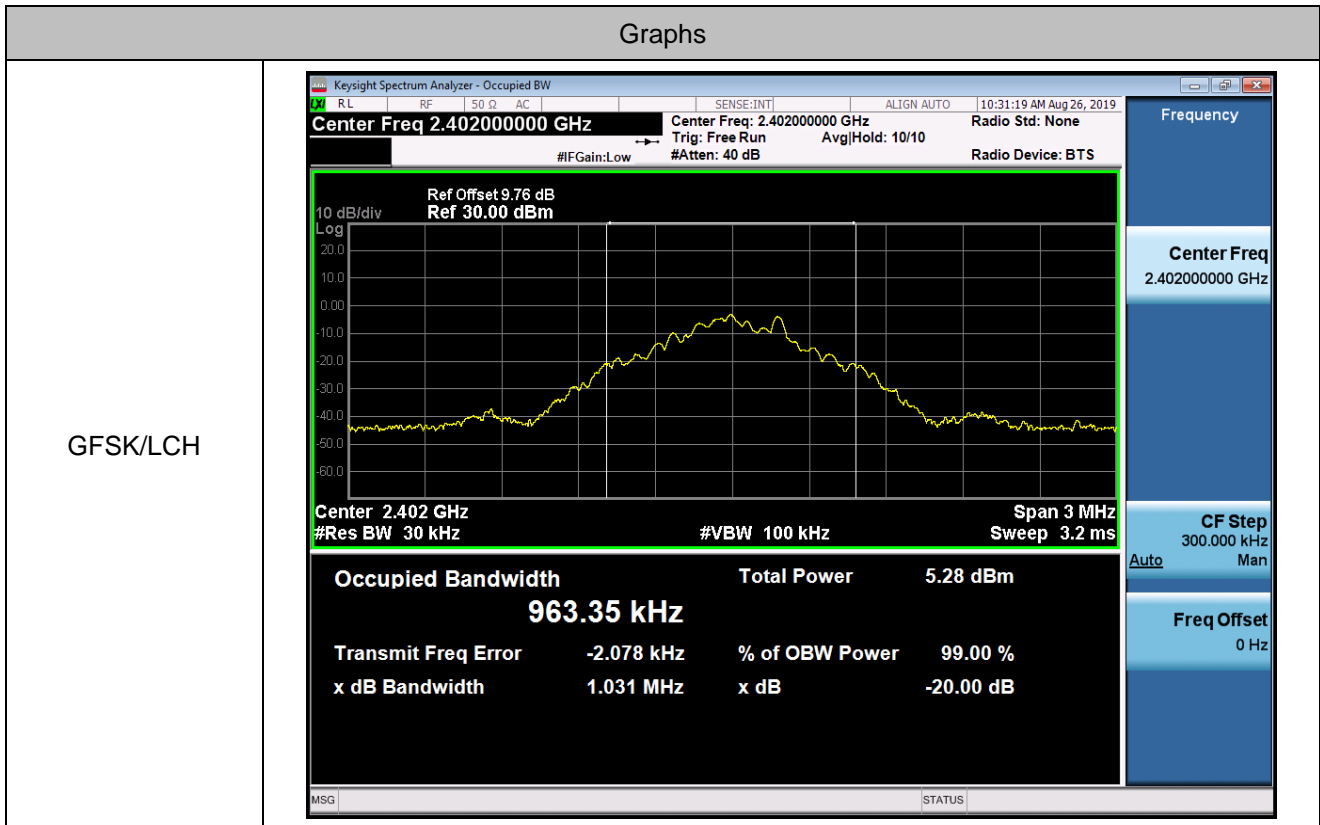 Graphs
GFSK/LCH
Keysight Spectrum Analyzer - Occupied BW
LXI RL RF 50 Ω AC SENSE:INT ALIGN AUTO 10:31:19 AM Aug 26, 2019
Center Freq 2.402000000 GHz Center Freq: 2.402000000 GHz Radio Std: None
Trig: Free Run Avg|Hold: 10/10
#IFGain:Low #Atten: 40 dB Radio Device: BTS
Ref Offset 9.76 dB
10 dB/div Ref 30.00 dBm
Log
20.0
10.0
0.00
-10.0
-20.0
-30.0
-40.0
-50.0
-60.0
Center 2.402 GHz Span 3 MHz
#Res BW 30 kHz #VBW 100 kHz Sweep 3.2 ms
Occupied Bandwidth Total Power 5.28 dBm
963.35 kHz
Transmit Freq Error -2.078 kHz % of OBW Power 99.00 %
x dB Bandwidth 1.031 MHz x dB -20.00 dB
MSG STATUS
Frequency
Center Freq
2.402000000 GHz
CF Step
300.000 kHz
Auto Man
Freq Offset
0 Hz